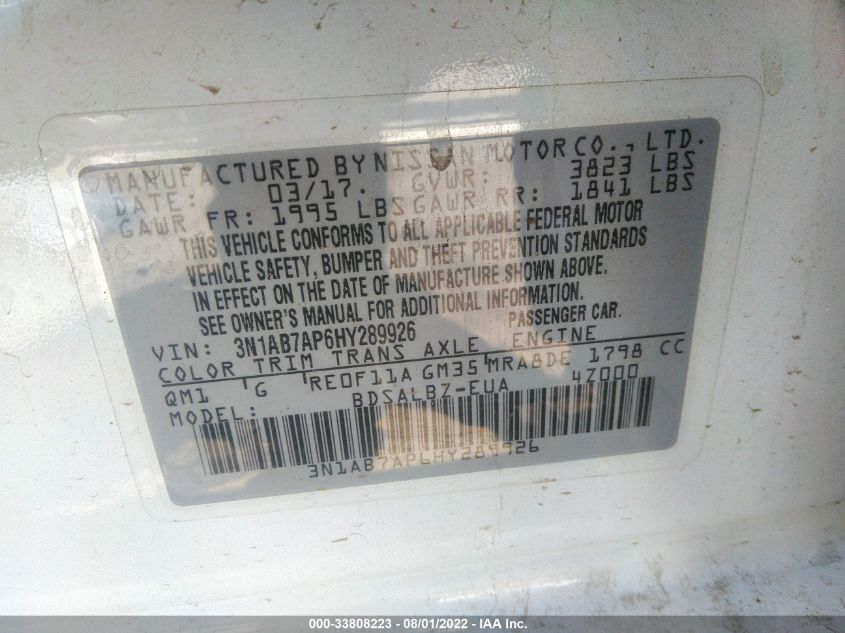 MANUFACTURED BY NISSAN MOTOR CO., LTD.
DATE: 03/17. GVWR: 3823 LBS
GAWR FR: 1995 LBS GAWR RR: 1841 LBS
THIS VEHICLE CONFORMS TO ALL APPLICABLE FEDERAL MOTOR
VEHICLE SAFETY, BUMPER AND THEFT PREVENTION STANDARDS
IN EFFECT ON THE DATE OF MANUFACTURE SHOWN ABOVE.
SEE OWNER'S MANUAL FOR ADDITIONAL INFORMATION.
VIN: 3N1AB7AP6HY289926 PASSENGER CAR.
COLOR TRIM TRANS AXLE ENGINE
QM1 G RE0F11A GM35 MRA8DE 1798 CC
MODEL: BDSALBZ-EUA 4Z000
3N1AB7AP6HY289926
000-33808223 - 08/01/2022 - IAA Inc.